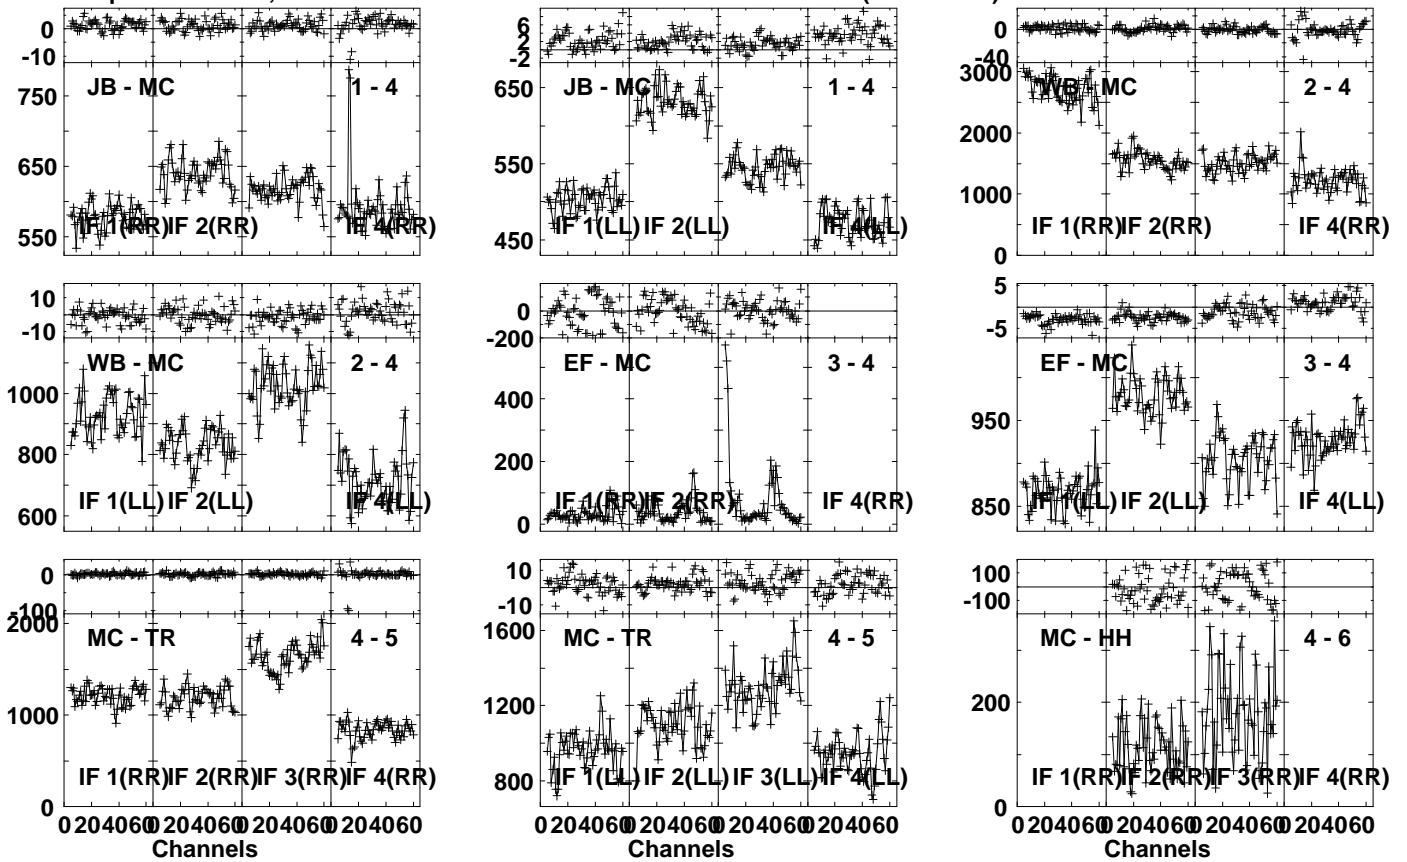 0
-10
JB - MC
1 - 4
750
650
550
IF 1(RR)
IF 2(RR)
IF 4(RR)
6
2
-2
JB - MC
1 - 4
650
550
450
IF 1(LL)
IF 2(LL)
IF 4(LL)
0
-40
WB - MC
2 - 4
3000
2000
1000
0
IF 1(RR)
IF 2(RR)
IF 4(RR)
10
-10
WB - MC
2 - 4
1000
800
600
IF 1(LL)
IF 2(LL)
IF 4(LL)
0
-200
EF - MC
3 - 4
400
200
0
IF 1(RR)
IF 2(RR)
IF 4(RR)
5
-5
EF - MC
3 - 4
950
850
IF 1(LL)
IF 2(LL)
IF 4(LL)
0
-100
MC - TR
4 - 5
2000
1000
0
IF 1(RR)
IF 2(RR)
IF 3(RR)
IF 4(RR)
0 204060
0 204060
0 204060
0 204060
Channels
10
-10
MC - TR
4 - 5
1600
1200
800
IF 1(LL)
IF 2(LL)
IF 3(LL)
IF 4(LL)
0 204060
0 204060
0 204060
0 204060
Channels
100
-100
MC - HH
4 - 6
200
0
IF 1(RR)
IF 2(RR)
IF 3(RR)
IF 4(RR)
0 204060
0 204060
0 204060
0 204060
Channels